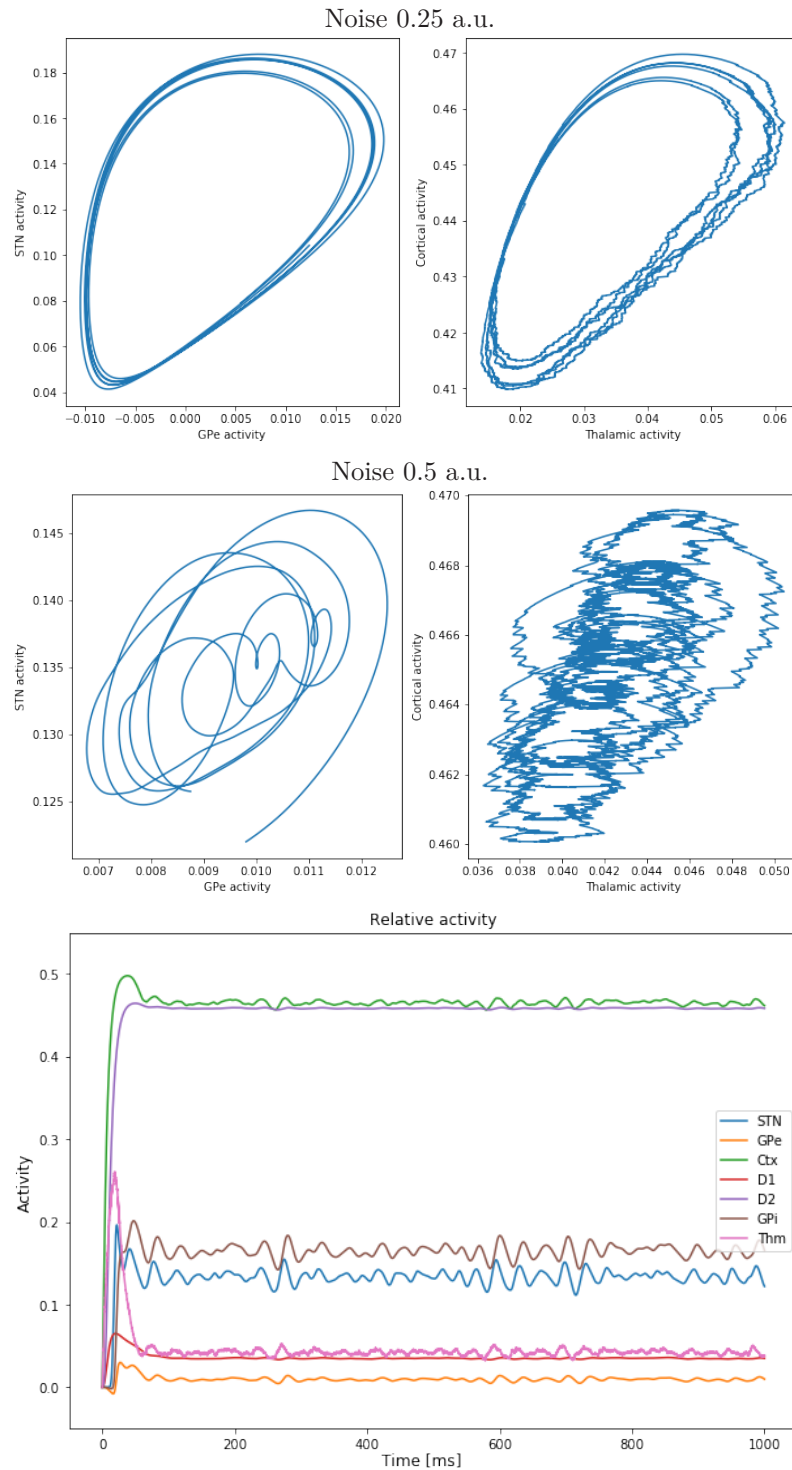 Noise 0.25 a.u.
0.18
0.16
0.14
0.12
0.10
0.08
0.06
0.04
STN activity
−0.010 −0.005 0.000 0.005 0.010 0.015 0.020
GPe activity
0.47
0.46
0.45
0.44
0.43
0.42
0.41
Cortical activity
0.02 0.03 0.04 0.05 0.06
Thalamic activity
Noise 0.5 a.u.
0.145
0.140
0.135
0.130
0.125
STN activity
0.007 0.008 0.009 0.010 0.011 0.012
GPe activity
0.470
0.468
0.466
0.464
0.462
0.460
Cortical activity
0.036 0.038 0.040 0.042 0.044 0.046 0.048 0.050
Thalamic activity
Relative activity
0.5
0.4
0.3
0.2
0.1
0.0
Activity
STN
GPe
Ctx
D1
D2
GPi
Thm
0 200 400 600 800 1000
Time [ms]